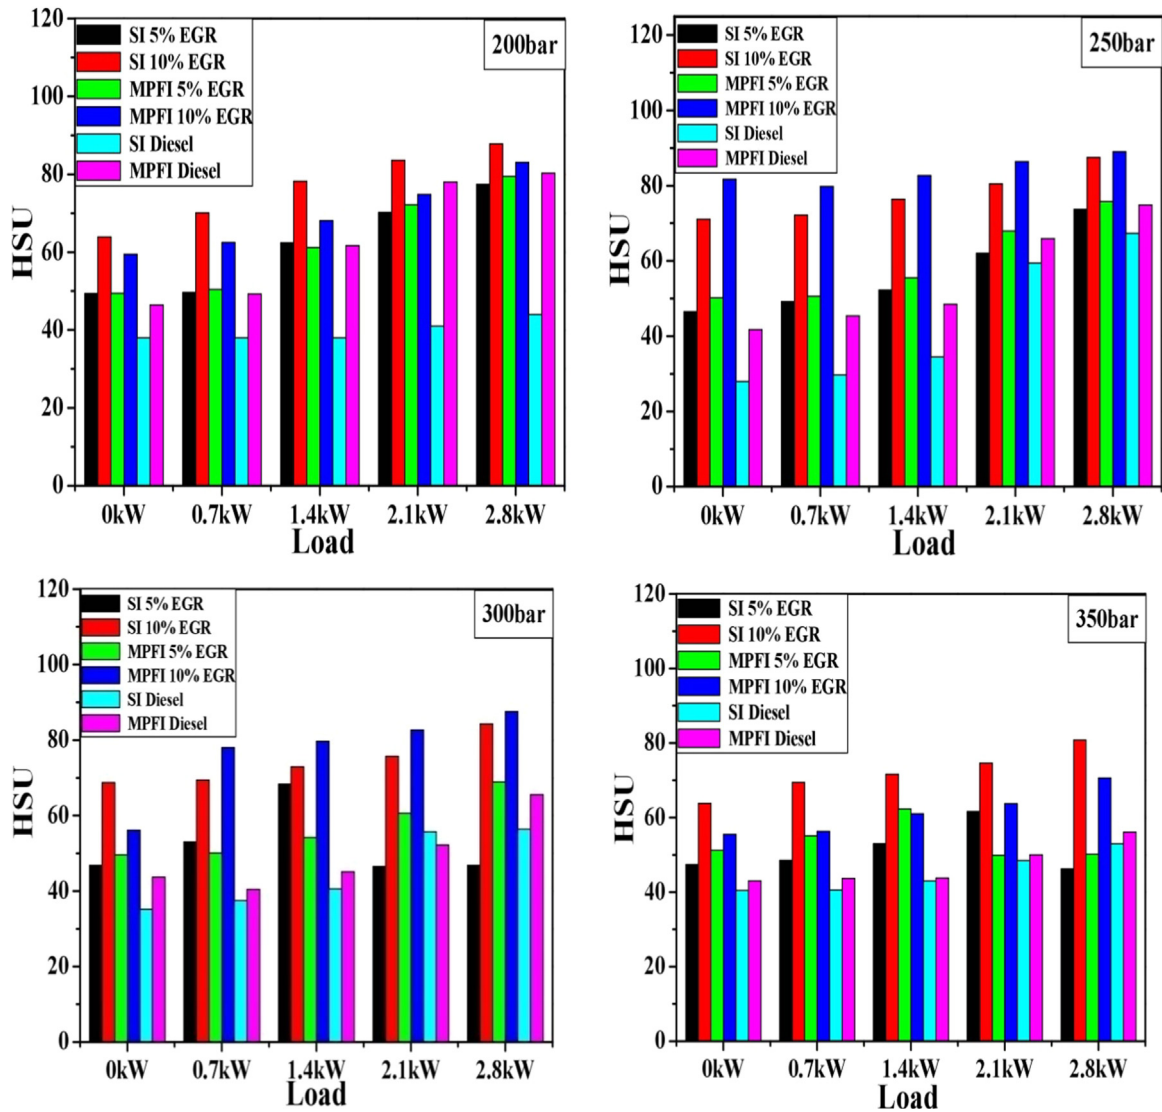 120
100
80
60
40
20
0
HSU
SI 5% EGR
SI 10% EGR
MPFI 5% EGR
MPFI 10% EGR
SI Diesel
MPFI Diesel
200bar
0kW 0.7kW 1.4kW 2.1kW 2.8kW
Load
120
100
80
60
40
20
0
HSU
SI 5% EGR
SI 10% EGR
MPFI 5% EGR
MPFI 10% EGR
SI Diesel
MPFI Diesel
250bar
0kW 0.7kW 1.4kW 2.1kW 2.8kW
Load
120
100
80
60
40
20
0
HSU
SI 5% EGR
SI 10% EGR
MPFI 5% EGR
MPFI 10% EGR
SI Diesel
MPFI Diesel
300bar
0kW 0.7kW 1.4kW 2.1kW 2.8kW
Load
120
100
80
60
40
20
0
HSU
SI 5% EGR
SI 10% EGR
MPFI 5% EGR
MPFI 10% EGR
SI Diesel
MPFI Diesel
350bar
0kW 0.7kW 1.4kW 2.1kW 2.8kW
Load